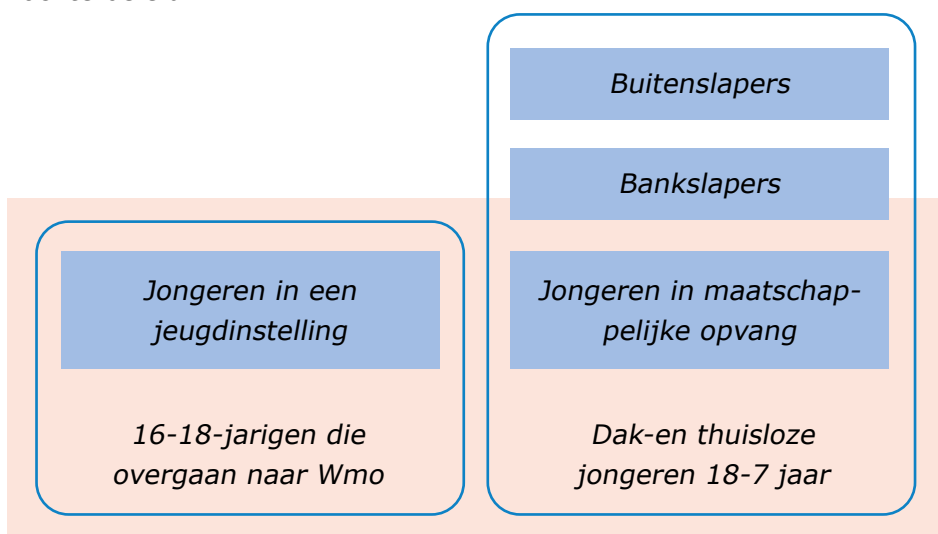 Buitenslapers
Bankslapers
Jongeren in een
jeugdinstelling
Jongeren in maatschap-
pelijke opvang
16-18-jarigen die
overgaan naar Wmo
Dak-en thuisloze
jongeren 18-7 jaar